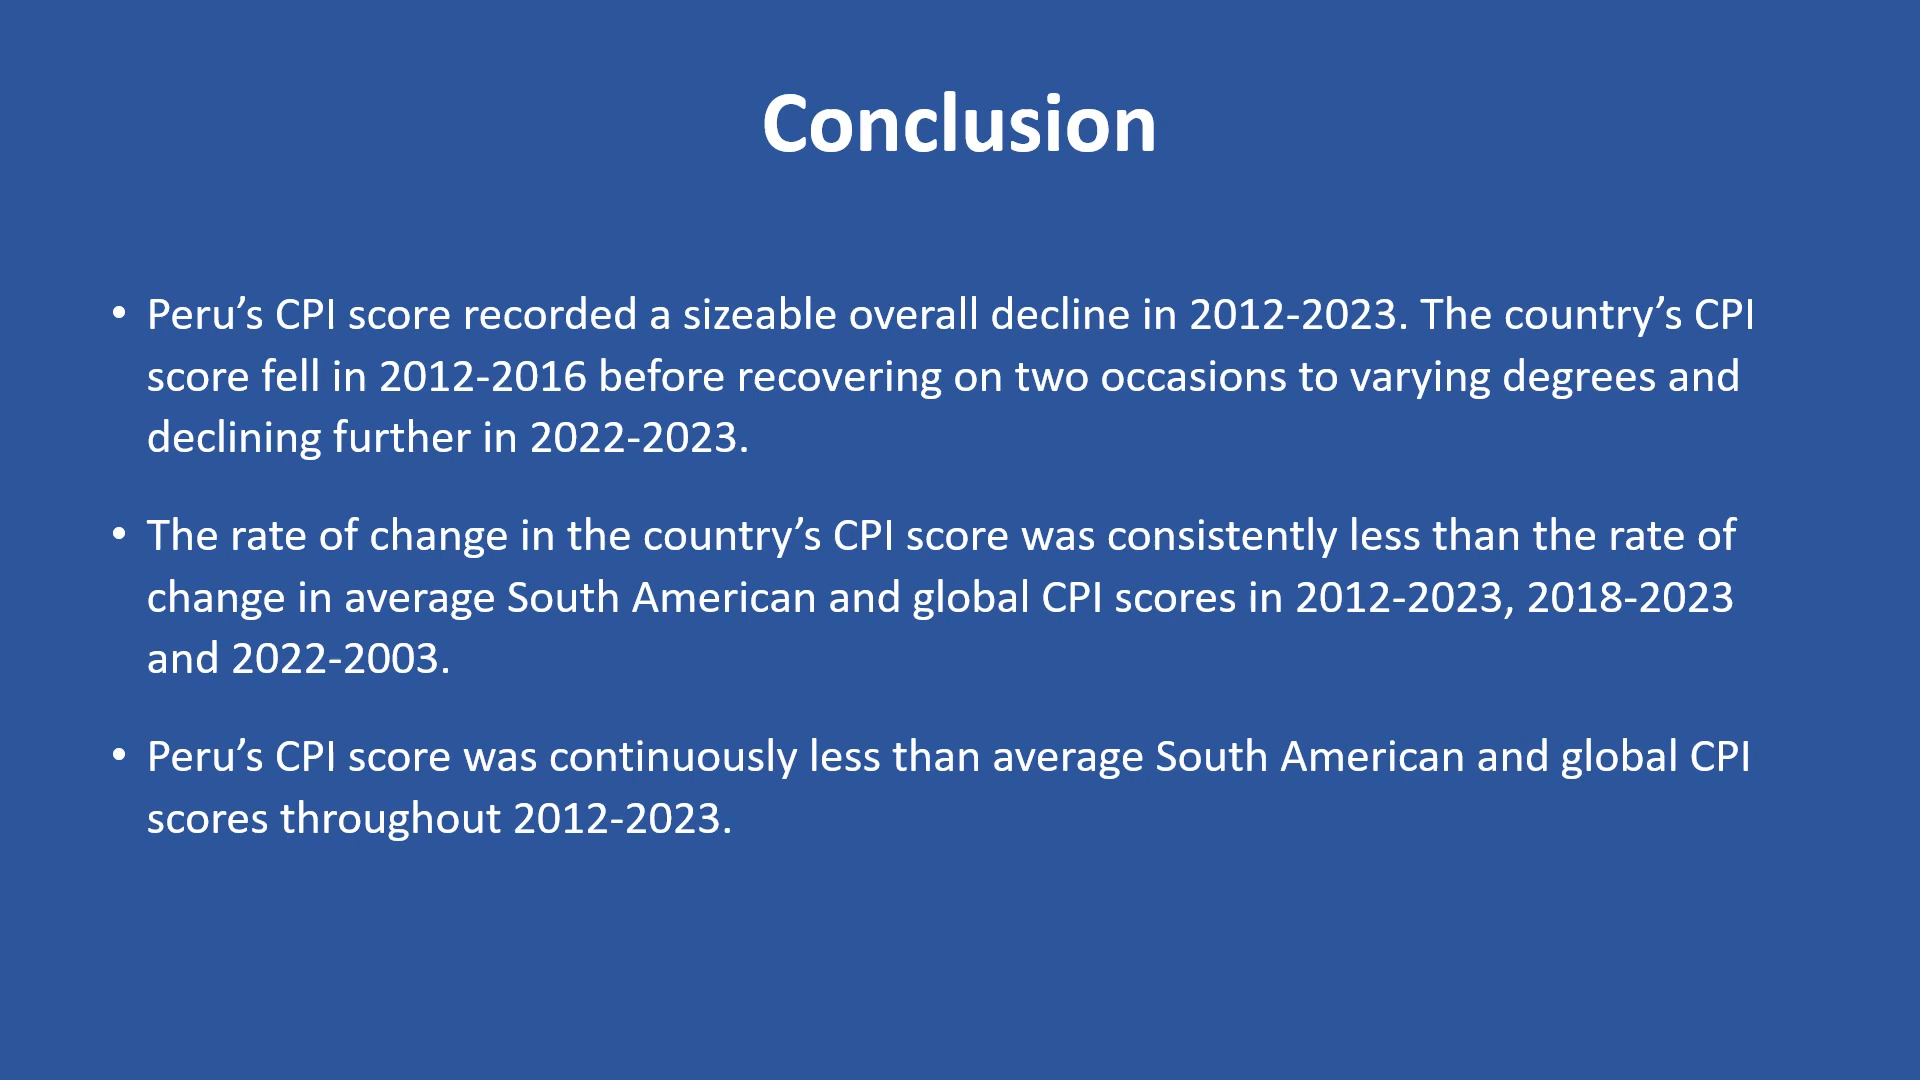 Conclusion
• Peru’s CPI score recorded a sizeable overall decline in 2012-2023. The country’s CPI
score fell in 2012-2016 before recovering on two occasions to varying degrees and
declining further in 2022-2023.
• The rate of change in the country’s CPI score was consistently less than the rate of
change in average South American and global CPI scores in 2012-2023, 2018-2023
and 2022-2003.
• Peru’s CPI score was continuously less than average South American and global CPI
scores throughout 2012-2023.